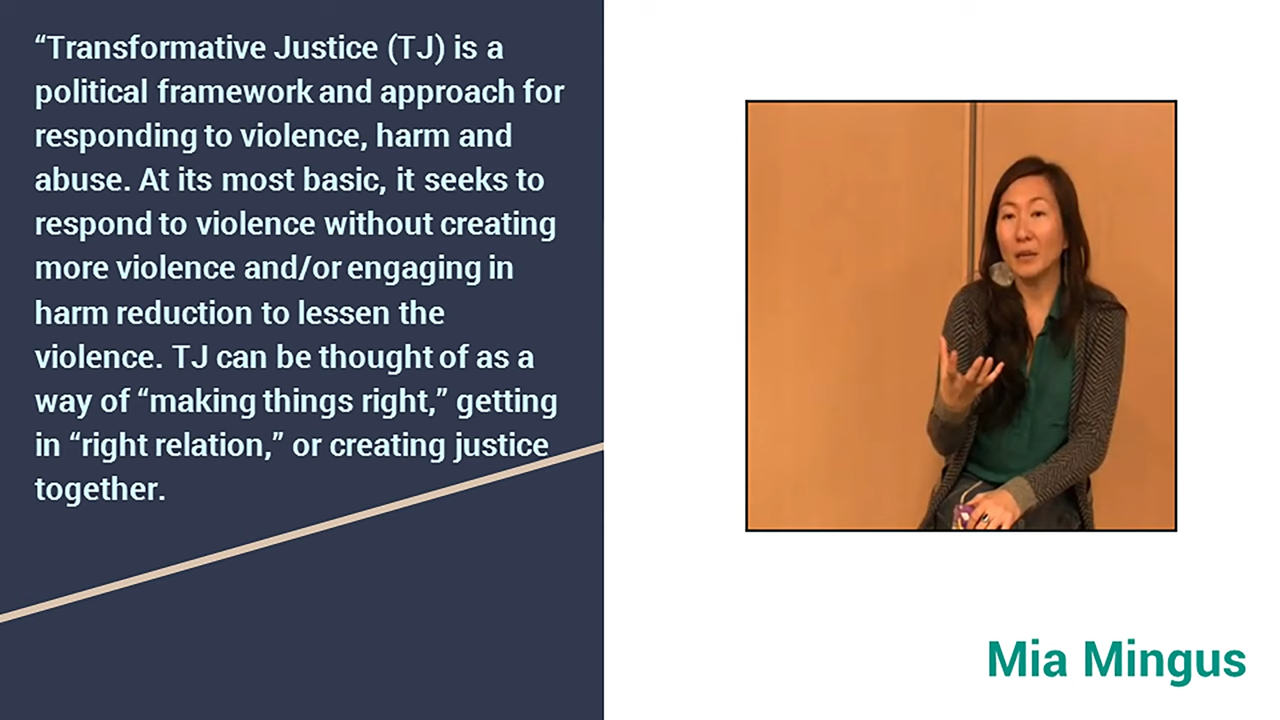 “Transformative Justice (TJ) is a
political framework and approach for
responding to violence, harm and
abuse. At its most basic, it seeks to
respond to violence without creating
more violence and/or engaging in
harm reduction to lessen the
violence. TJ can be thought of as a
way of “making things right,” getting
in “right relation,” or creating justice
together.
Mia Mingus